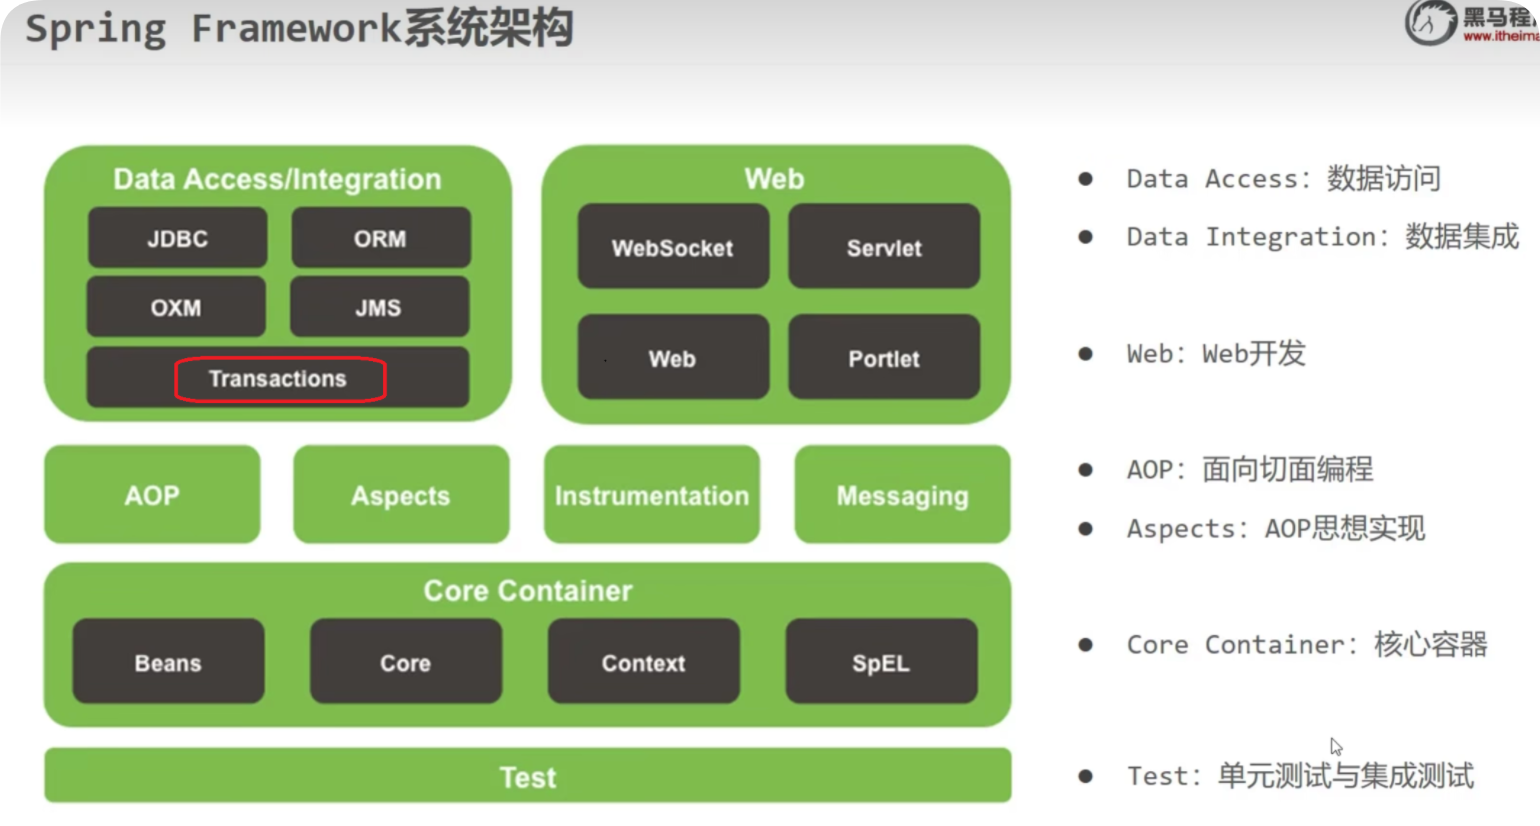 Spring Framework系统架构
黑马程
www.itheima
Data Access/Integration
JDBC
ORM
OXM
JMS
Transactions
Web
WebSocket
Servlet
Web
Portlet
AOP
Aspects
Instrumentation
Messaging
Core Container
Beans
Core
Context
SpEL
Test
● Data Access：数据访问
● Data Integration：数据集成
● Web：Web开发
● AOP：面向切面编程
● Aspects：AOP思想实现
● Core Container：核心容器
● Test：单元测试与集成测试